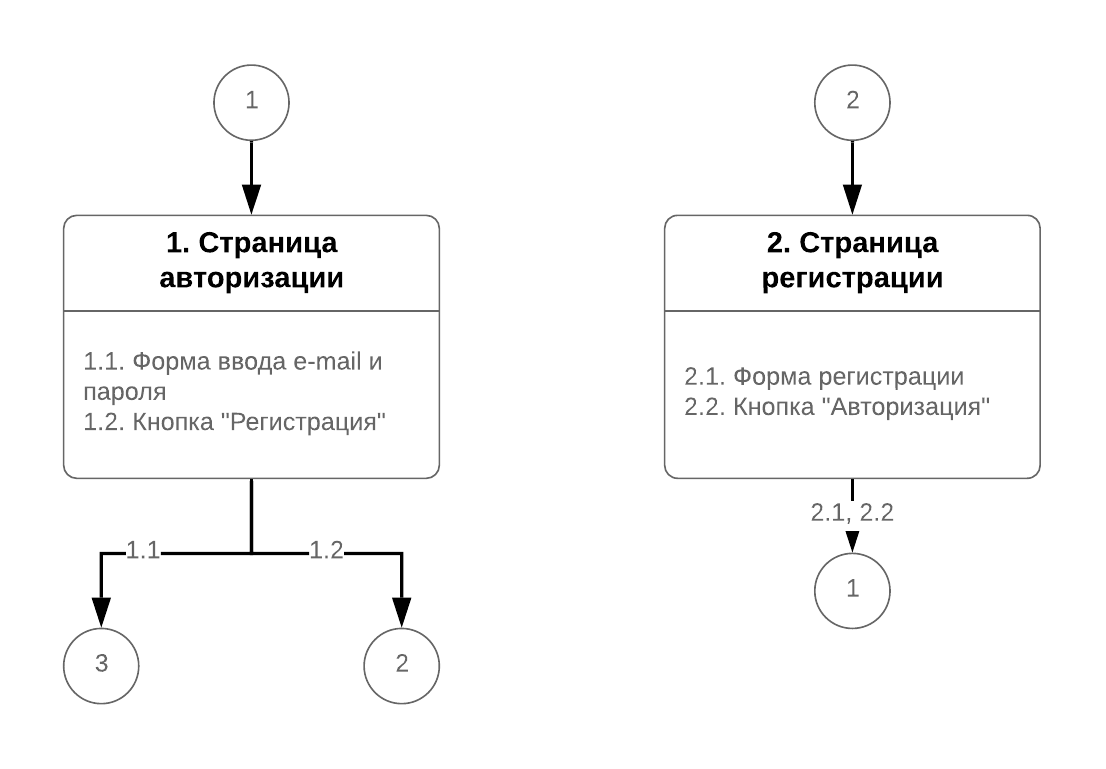 1
1. Страница
авторизации
1.1. Форма ввода e-mail и
пароля
1.2. Кнопка "Регистрация"
1.1
1.2
3
2
2
2. Страница
регистрации
2.1. Форма регистрации
2.2. Кнопка "Авторизация"
2.1, 2.2
1